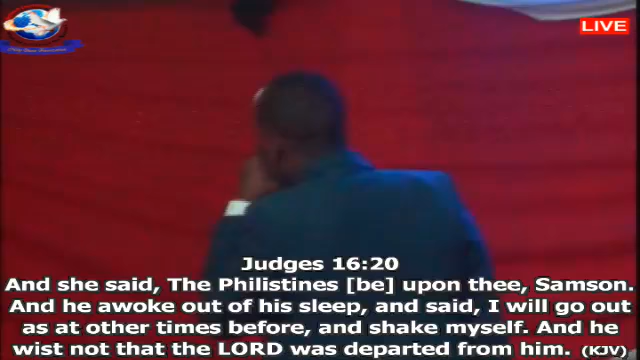 LIVE
Judges 16:20
And she said, The Philistines [be] upon thee, Samson.
And he awoke out of his sleep, and said, I will go out
as at other times before, and shake myself. And he
wist not that the LORD was departed from him. (KJV)